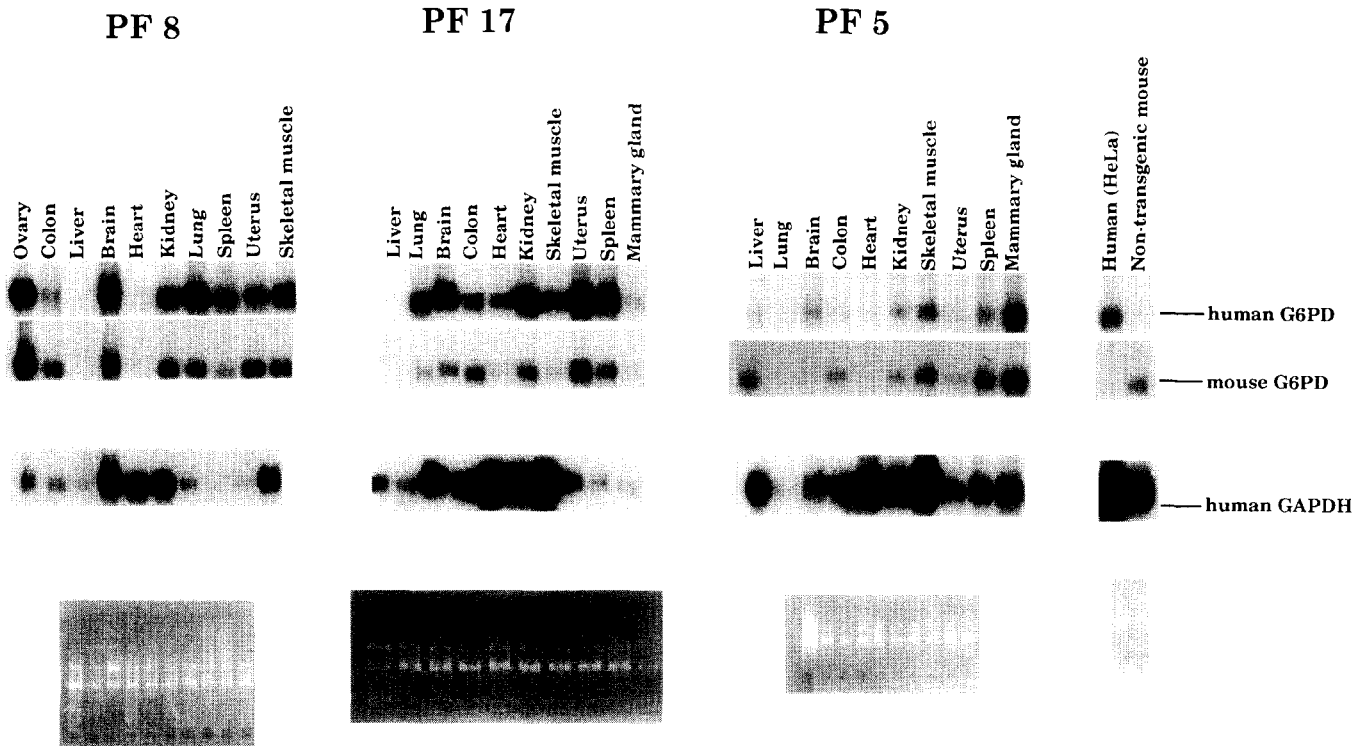 PF 8
PF 17
PF 5
Ovary
Colon
Liver
Brain
Heart
Kidney
Lung
Spleen
Uterus
Skeletal muscle
Liver
Lung
Brain
Colon
Heart
Kidney
Skeletal muscle
Uterus
Spleen
Mammary gland
Liver
Lung
Brain
Colon
Heart
Kidney
Skeletal muscle
Uterus
Spleen
Mammary gland
Human (HeLa)
Non-transgenic mouse
human G6PD
mouse G6PD
human GAPDH